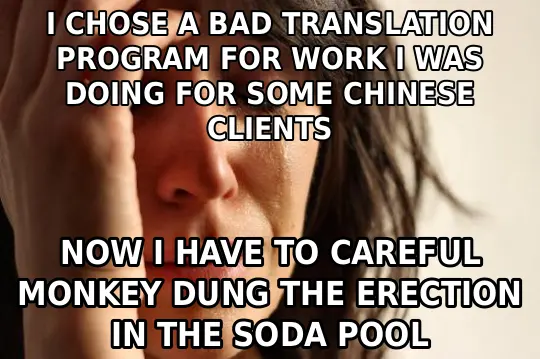 I CHOSE A BAD TRANSLATION
PROGRAM FOR WORK I WAS
DOING FOR SOME CHINESE
CLIENTS
NOW I HAVE TO CAREFUL
MONKEY DUNG THE ERECTION
IN THE SODA POOL